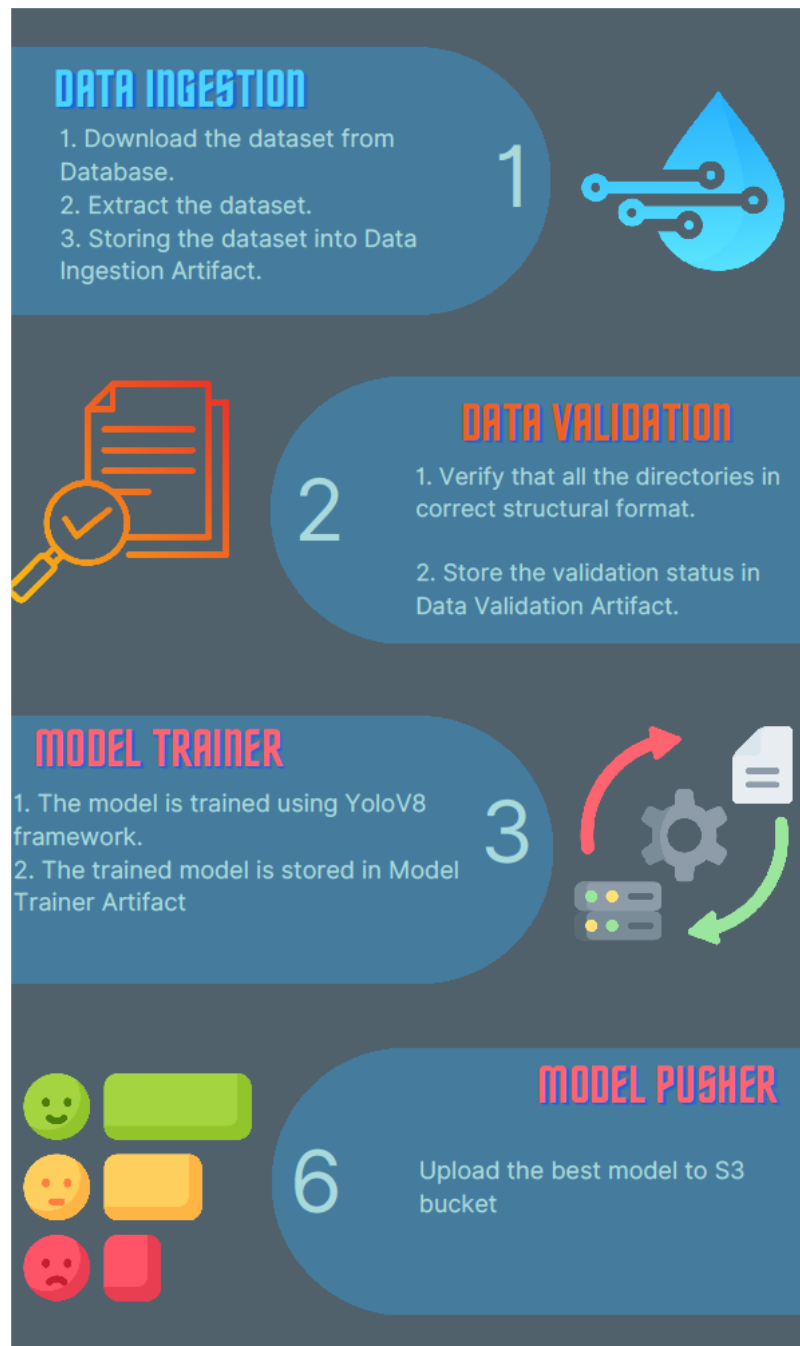 DATA INGESTION
1. Download the dataset from
Database.
2. Extract the dataset.
3. Storing the dataset into Data
Ingestion Artifact.
1
DATA VALIDATION
2
1. Verify that all the directories in
correct structural format.
2. Store the validation status in
Data Validation Artifact.
MODEL TRAINER
1. The model is trained using YoloV8
framework.
2. The trained model is stored in Model
Trainer Artifact
3
MODEL PUSHER
6
Upload the best model to S3
bucket